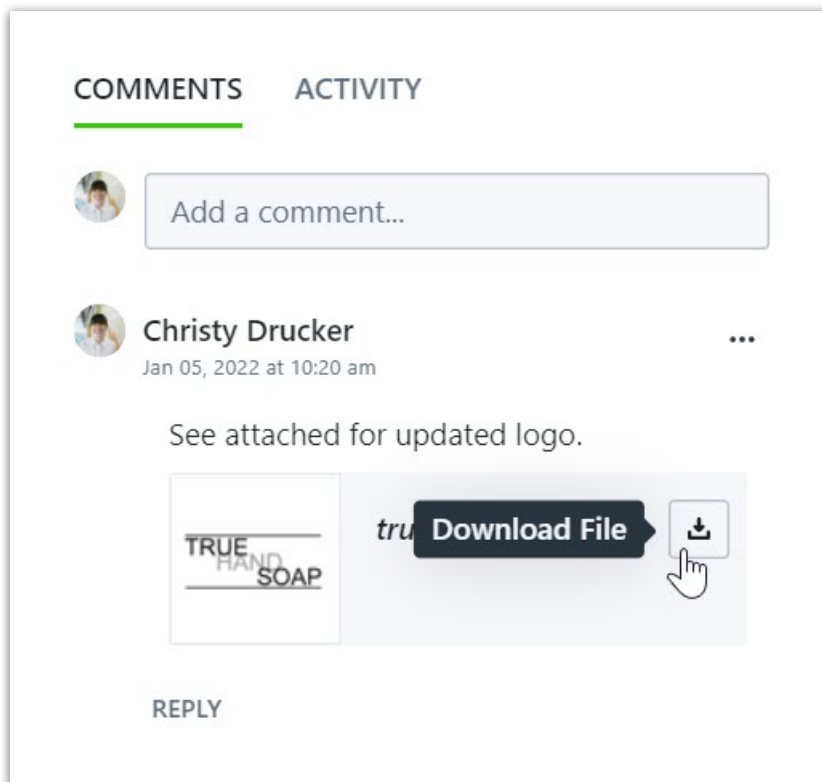 COMMENTS ACTIVITY
Add a comment...
Christy Drucker
...
Jan 05, 2022 at 10:20 am
See attached for updated logo.
TRUE
HAND
SOAP
tru Download File
REPLY